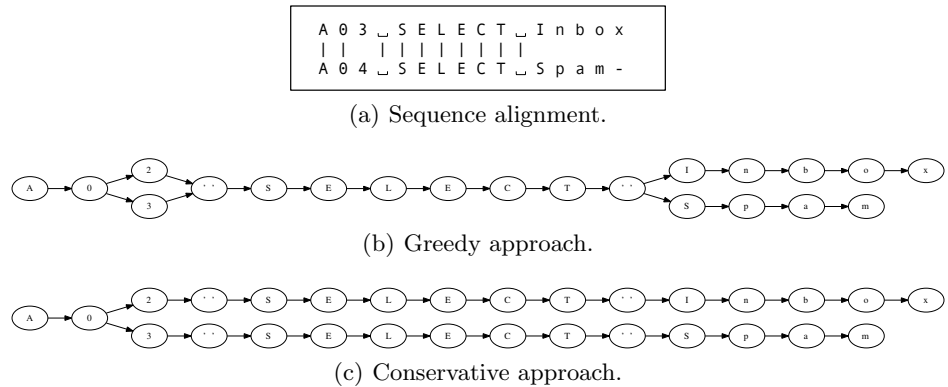 A 0 3 ␣ S E L E C T ␣ I n b o x
| | | | | | | | | |
A 0 4 ␣ S E L E C T ␣ S p a m -
(a) Sequence alignment.
2 I n b o x
A 0 ' ' S E L E C T ' '
3 S p a m
(b) Greedy approach.
2 ' ' S E L E C T ' ' I n b o x
A 0
3 ' ' S E L E C T ' ' S p a m
(c) Conservative approach.